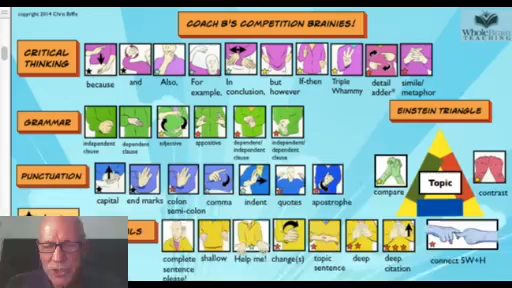 copyright 2014 Chris Biffle
COACH B'S COMPETITION BRAINIES!
Whole Brain
TEACHING
CRITICAL
THINKING
because
and
Also,
For
example,
In
conclusion,
but
however
If-then
Triple
Whammy
detail
adder*
simile/
metaphor
EINSTEIN TRIANGLE
GRAMMAR
independent
clause
dependent
clause
adjective
appositive
dependent/
independent
clause
independent/
dependent
clause
PUNCTUATION
capital
end marks
colon
semi-colon
comma
indent
quotes
apostrophe
compare
Topic
contrast
complete
sentence
please!
shallow
Help me!
change(s)
topic
sentence
deep
deep
citation
connect SW+H